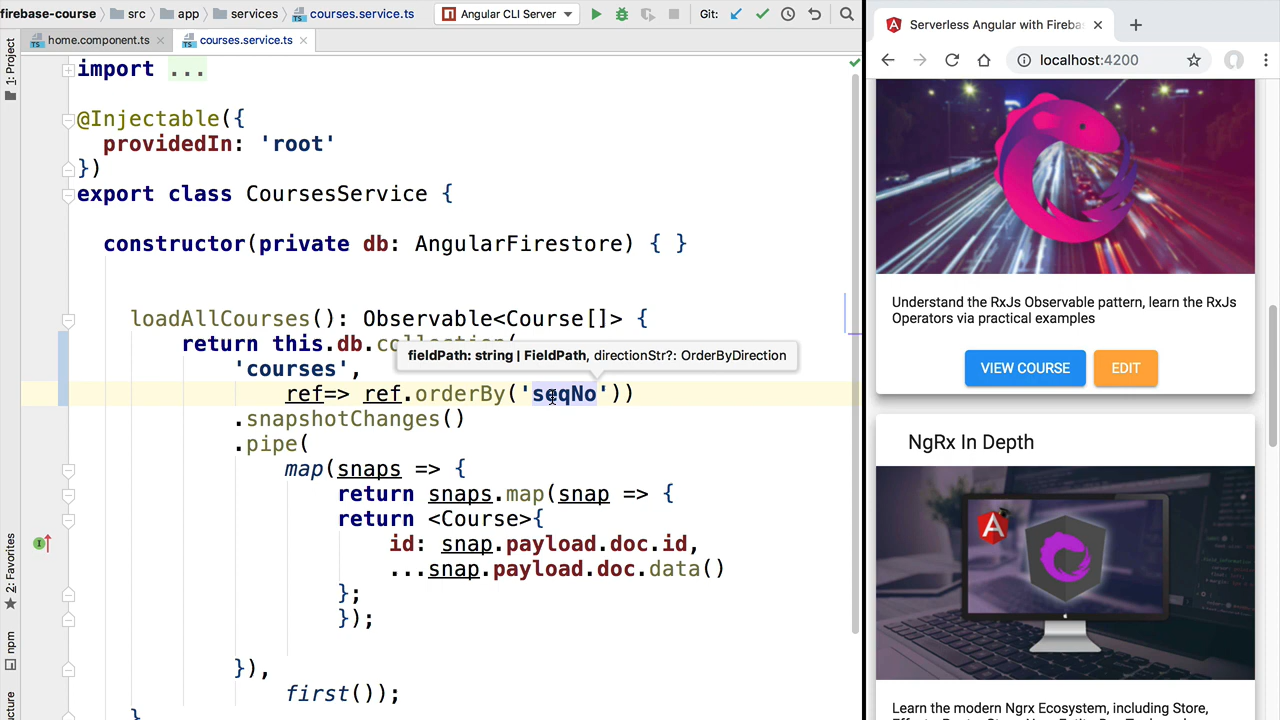 firebase-course
src
app
services
courses.service.ts
Angular CLI Server
Git:
home.component.ts
courses.service.ts
1: Project
2: Favorites
npm
import ...
@Injectable({
providedIn: 'root'
})
export class CoursesService {
constructor(private db: AngularFirestore) { }
loadAllCourses(): Observable<Course[]> {
return this.db.collection(
fieldPath: string | FieldPath, directionStr?: OrderByDirection
'courses',
ref=> ref.orderBy('seqNo'))
.snapshotChanges()
.pipe(
map(snaps => {
return snaps.map(snap => {
return <Course>{
id: snap.payload.doc.id,
...snap.payload.doc.data()
};
});
}),
first());
}
Serverless Angular with Fireba
localhost:4200
Understand the RxJs Observable pattern, learn the RxJs
Operators via practical examples
VIEW COURSE
EDIT
NgRx In Depth
A
Learn the modern Ngrx Ecosystem, including Store,